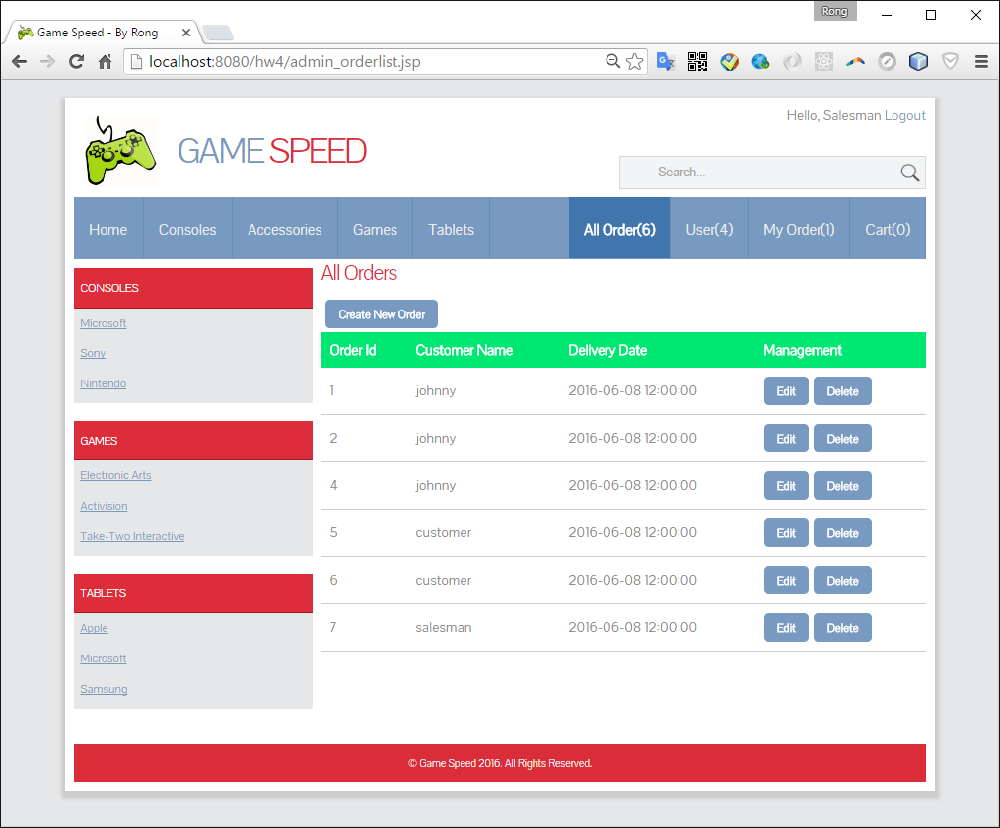 Rong
Game Speed - By Rong
localhost:8080/hw4/admin_orderlist.jsp
Hello, Salesman Logout
GAME SPEED
Search...
Home Consoles Accessories Games Tablets All Order(6) User(4) My Order(1) Cart(0)
CONSOLES
Microsoft
Sony
Nintendo
GAMES
Electronic Arts
Activision
Take-Two Interactive
TABLETS
Apple
Microsoft
Samsung
All Orders
Create New Order
Order Id Customer Name Delivery Date Management
1 johnny 2016-06-08 12:00:00 Edit Delete
2 johnny 2016-06-08 12:00:00 Edit Delete
4 johnny 2016-06-08 12:00:00 Edit Delete
5 customer 2016-06-08 12:00:00 Edit Delete
6 customer 2016-06-08 12:00:00 Edit Delete
7 salesman 2016-06-08 12:00:00 Edit Delete
© Game Speed 2016. All Rights Reserved.